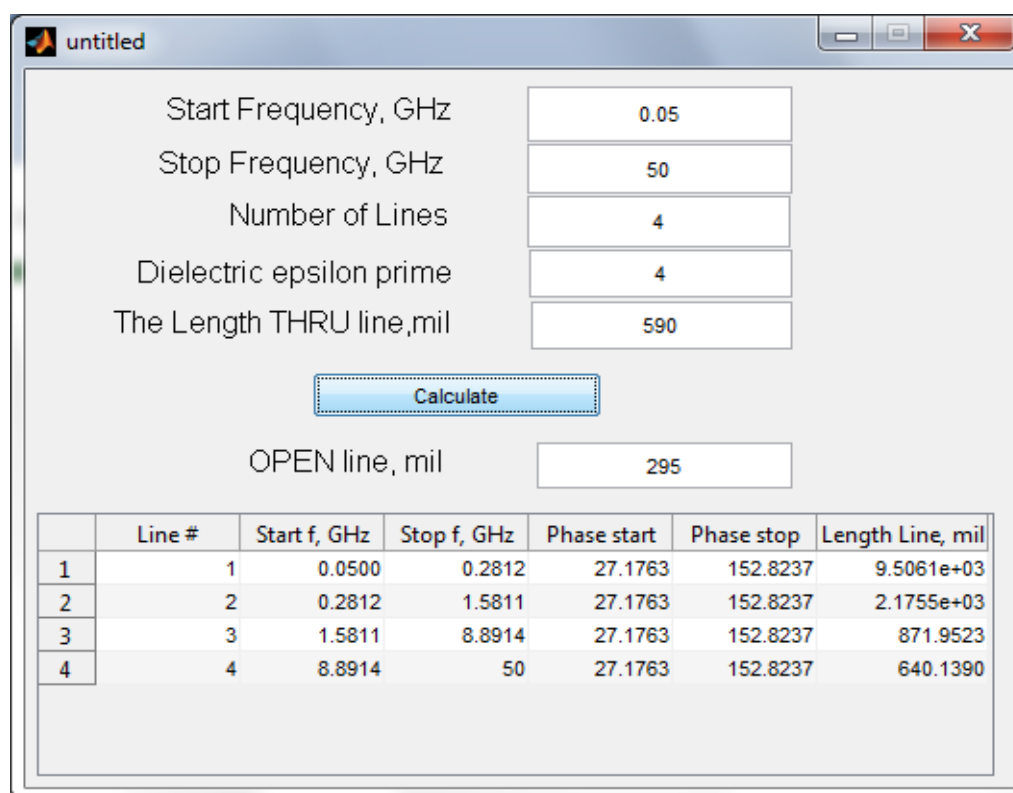 untitled
Start Frequency, GHz 0.05
Stop Frequency, GHz 50
Number of Lines 4
Dielectric epsilon prime 4
The Length THRU line,mil 590
Calculate
OPEN line, mil 295
Line # Start f, GHz Stop f, GHz Phase start Phase stop Length Line, mil
1 1 0.0500 0.2812 27.1763 152.8237 9.5061e+03
2 2 0.2812 1.5811 27.1763 152.8237 2.1755e+03
3 3 1.5811 8.8914 27.1763 152.8237 871.9523
4 4 8.8914 50 27.1763 152.8237 640.1390